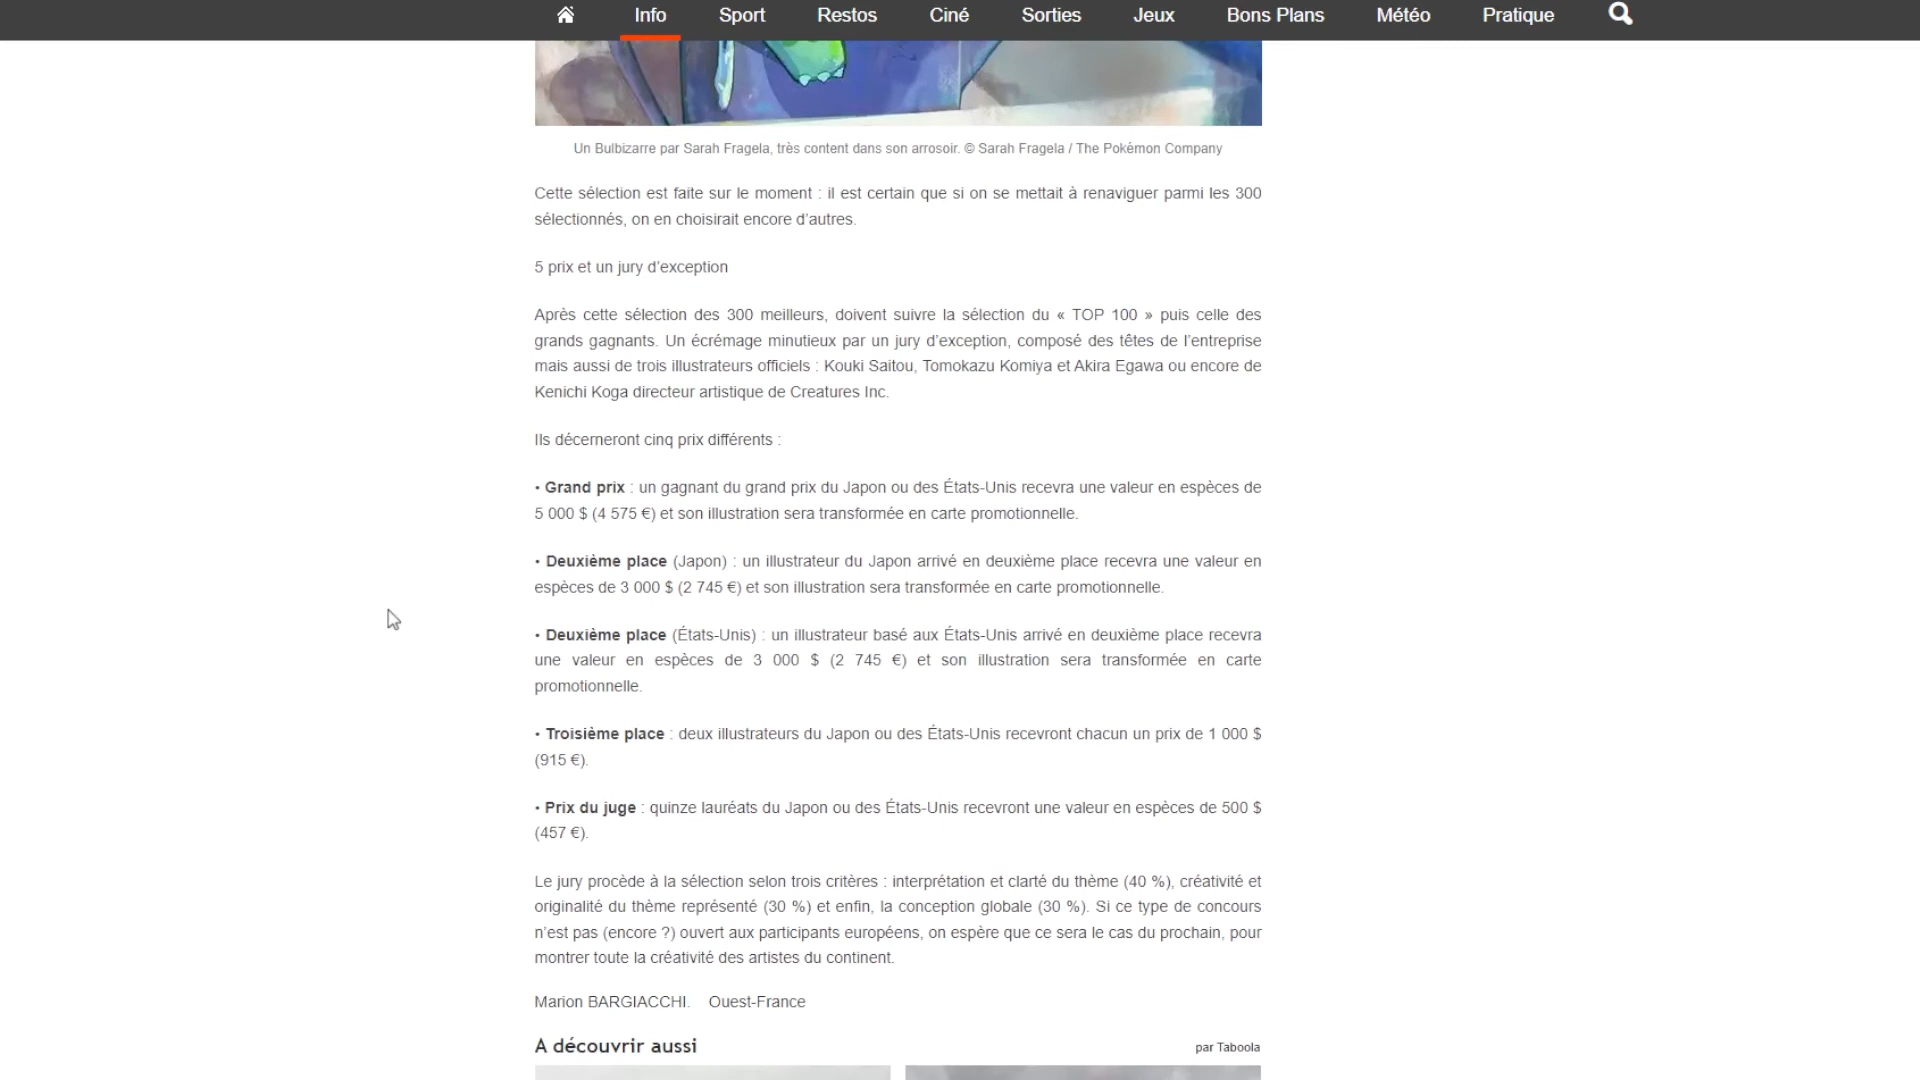 Info Sport Restos Ciné Sorties Jeux Bons Plans Météo Pratique
Un Bulbizarre par Sarah Fragela, très content dans son arrosoir. © Sarah Fragela / The Pokémon Company
Cette sélection est faite sur le moment : il est certain que si on se mettait à renaviguer parmi les 300
sélectionnés, on en choisirait encore d’autres.
5 prix et un jury d’exception
Après cette sélection des 300 meilleurs, doivent suivre la sélection du « TOP 100 » puis celle des
grands gagnants. Un écrémage minutieux par un jury d’exception, composé des têtes de l’entreprise
mais aussi de trois illustrateurs officiels : Kouki Saitou, Tomokazu Komiya et Akira Egawa ou encore de
Kenichi Koga directeur artistique de Creatures Inc.
Ils décerneront cinq prix différents :
• Grand prix : un gagnant du grand prix du Japon ou des États-Unis recevra une valeur en espèces de
5 000 $ (4 575 €) et son illustration sera transformée en carte promotionnelle.
• Deuxième place (Japon) : un illustrateur du Japon arrivé en deuxième place recevra une valeur en
espèces de 3 000 $ (2 745 €) et son illustration sera transformée en carte promotionnelle.
• Deuxième place (États-Unis) : un illustrateur basé aux États-Unis arrivé en deuxième place recevra
une valeur en espèces de 3 000 $ (2 745 €) et son illustration sera transformée en carte
promotionnelle.
• Troisième place : deux illustrateurs du Japon ou des États-Unis recevront chacun un prix de 1 000 $
(915 €).
• Prix du juge : quinze lauréats du Japon ou des États-Unis recevront une valeur en espèces de 500 $
(457 €).
Le jury procède à la sélection selon trois critères : interprétation et clarté du thème (40 %), créativité et
originalité du thème représenté (30 %) et enfin, la conception globale (30 %). Si ce type de concours
n’est pas (encore ?) ouvert aux participants européens, on espère que ce sera le cas du prochain, pour
montrer toute la créativité des artistes du continent.
Marion BARGIACCHI. Ouest-France
A découvrir aussi par Taboola